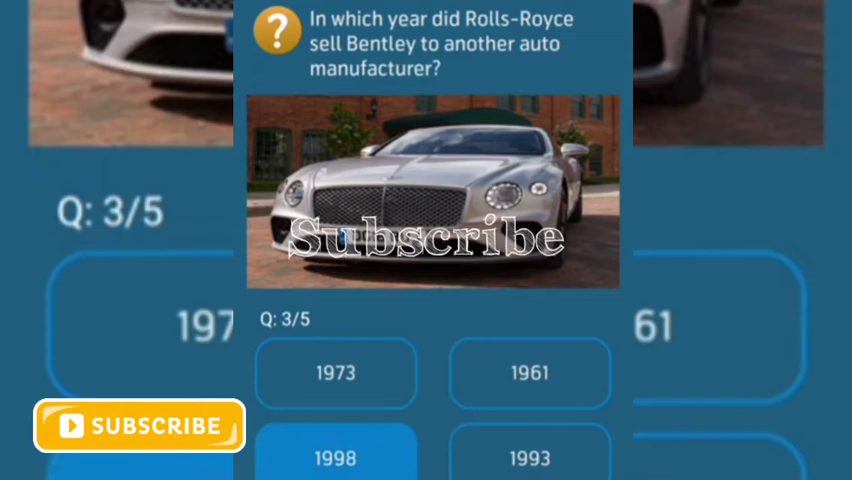 In which year did Rolls-Royce
sell Bentley to another auto
manufacturer?
?
Subscribe
Q: 3/5
Q: 3/5
1973
1961
197
61
SUBSCRIBE
1998
1993